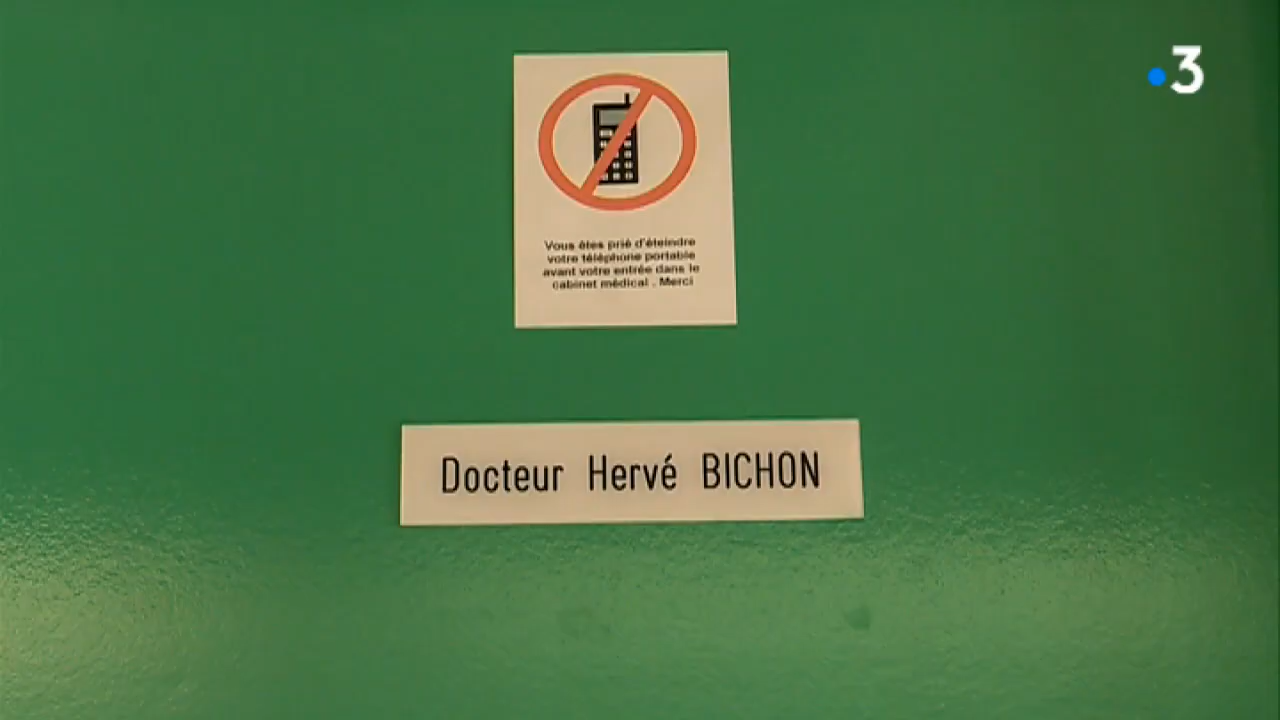 3
Vous êtes prié d'éteindre
votre téléphone portable
avant votre entrée dans le
cabinet médical . Merci
Docteur Hervé BICHON